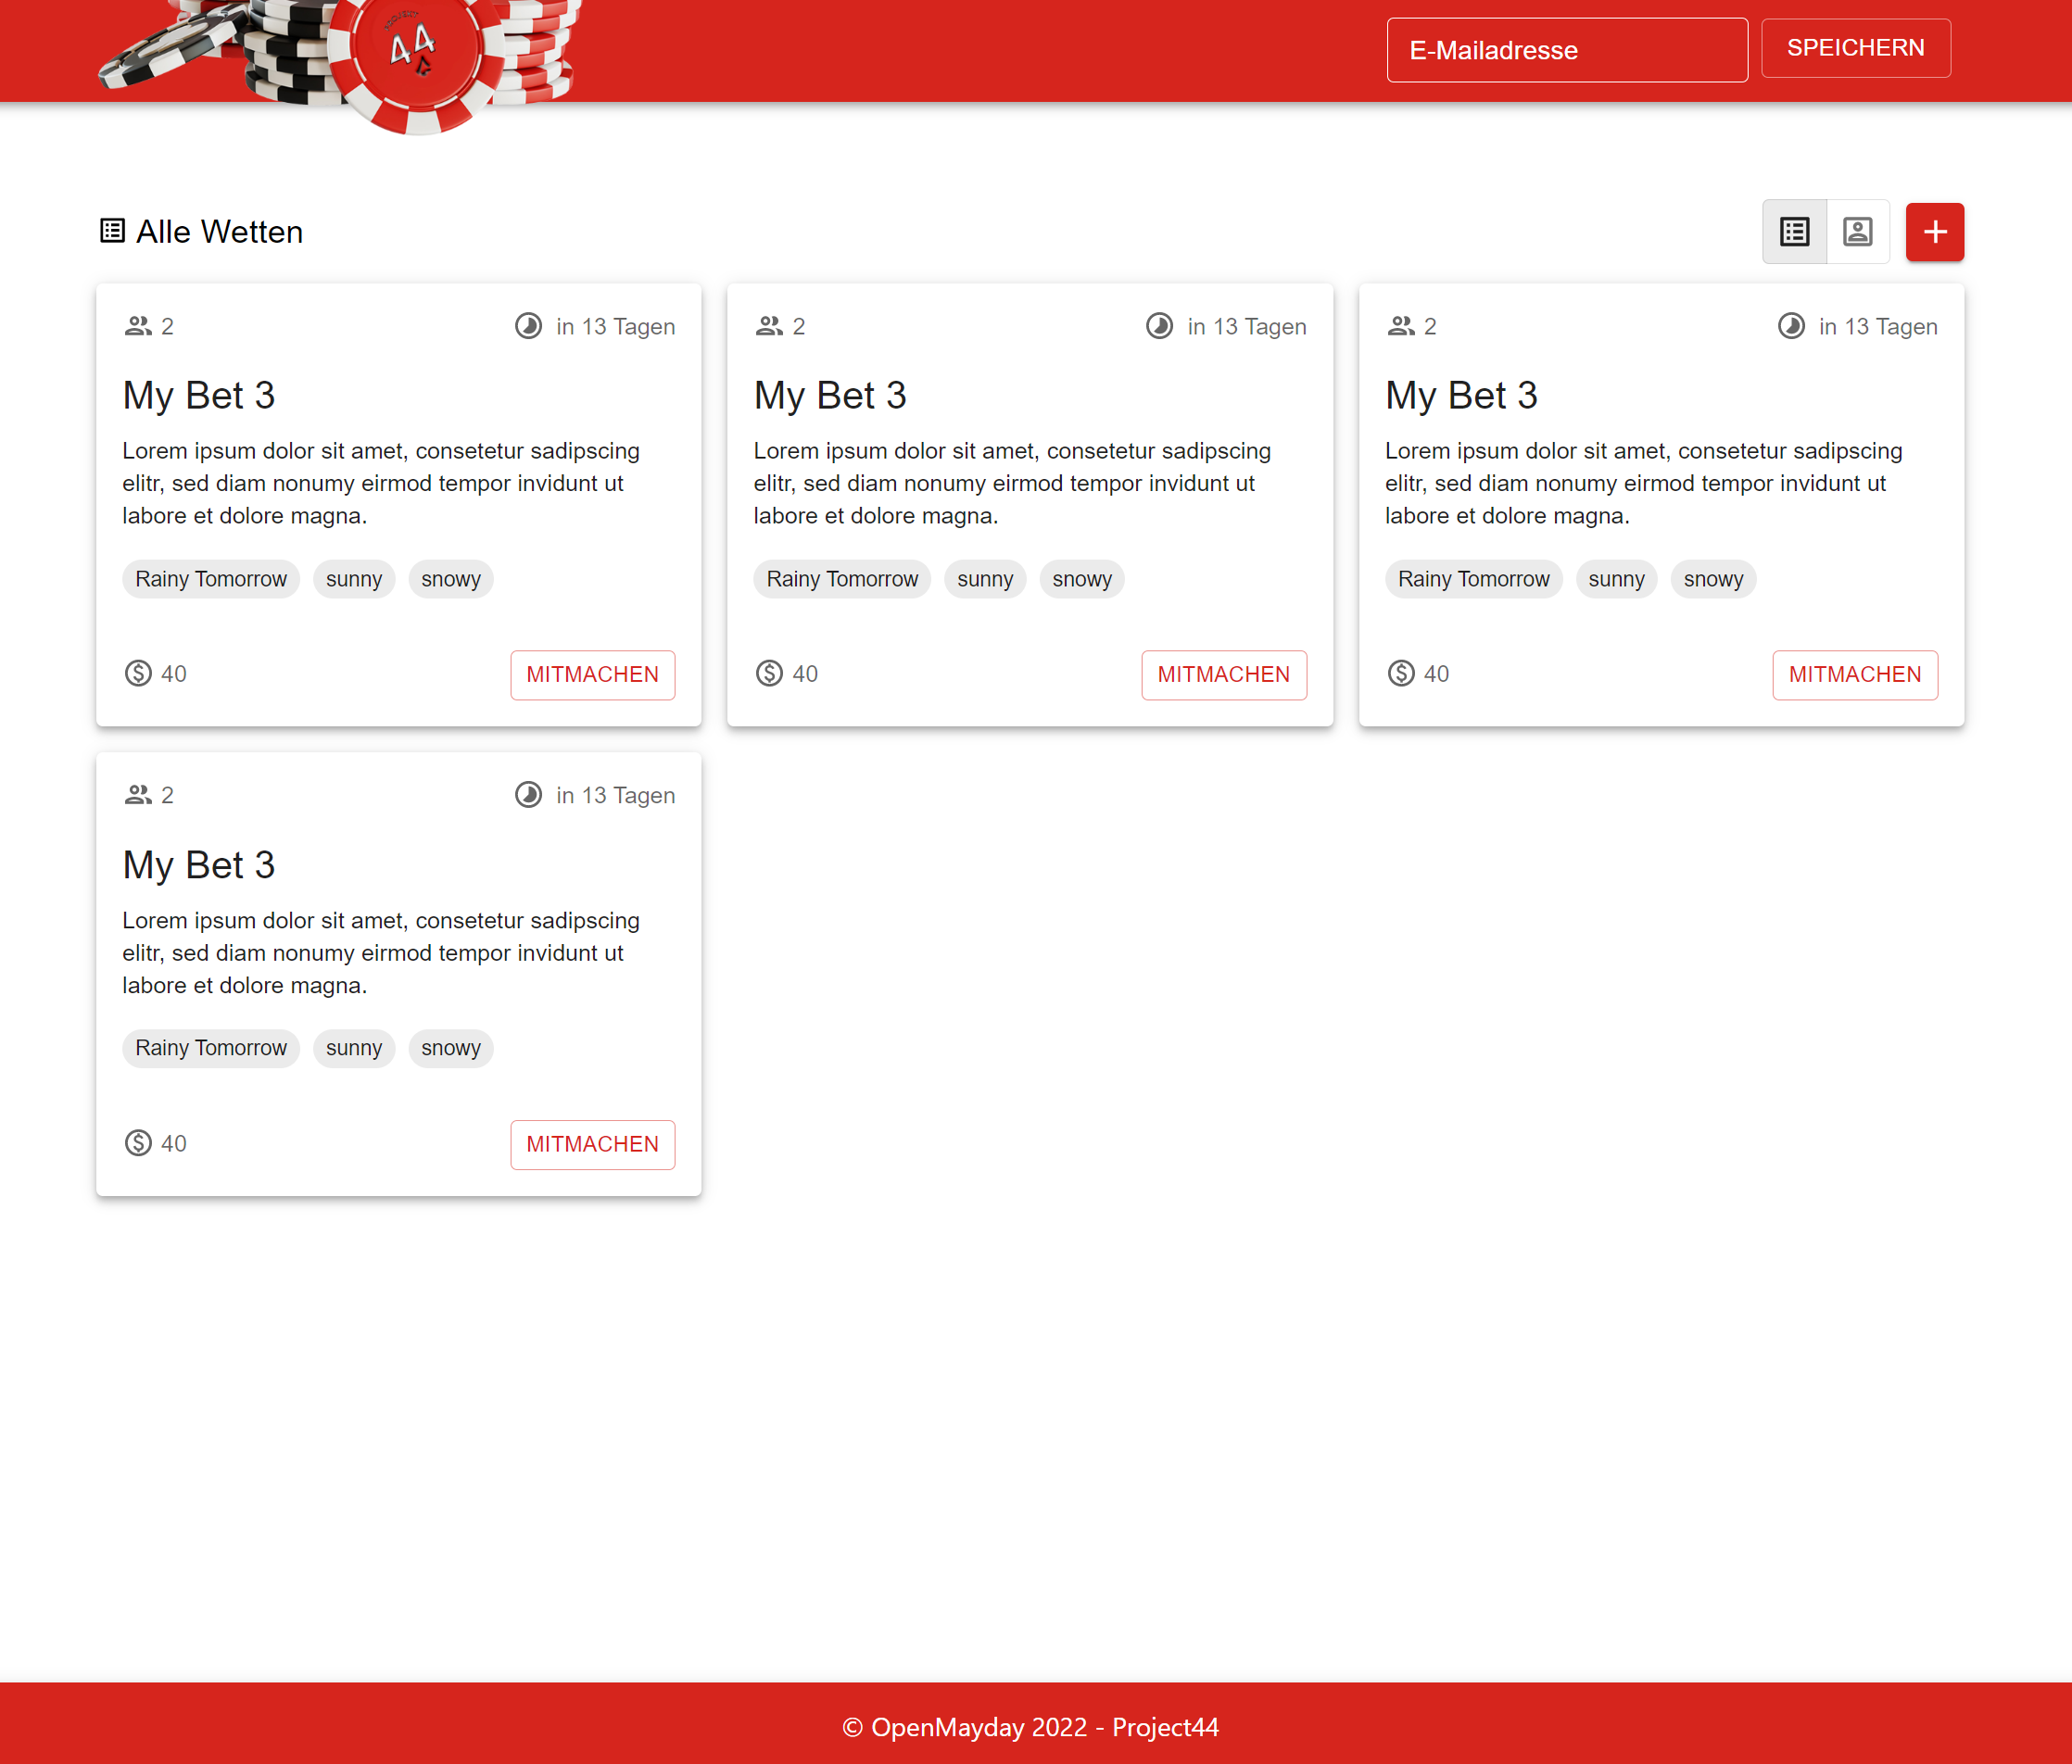 PROJECT
44
E-Mailadresse
SPEICHERN
Alle Wetten
2
in 13 Tagen
My Bet 3
Lorem ipsum dolor sit amet, consetetur sadipscing
elitr, sed diam nonumy eirmod tempor invidunt ut
labore et dolore magna.
Rainy Tomorrow
sunny
snowy
40
MITMACHEN
2
in 13 Tagen
My Bet 3
Lorem ipsum dolor sit amet, consetetur sadipscing
elitr, sed diam nonumy eirmod tempor invidunt ut
labore et dolore magna.
Rainy Tomorrow
sunny
snowy
40
MITMACHEN
2
in 13 Tagen
My Bet 3
Lorem ipsum dolor sit amet, consetetur sadipscing
elitr, sed diam nonumy eirmod tempor invidunt ut
labore et dolore magna.
Rainy Tomorrow
sunny
snowy
40
MITMACHEN
2
in 13 Tagen
My Bet 3
Lorem ipsum dolor sit amet, consetetur sadipscing
elitr, sed diam nonumy eirmod tempor invidunt ut
labore et dolore magna.
Rainy Tomorrow
sunny
snowy
40
MITMACHEN
© OpenMayday 2022 - Project44